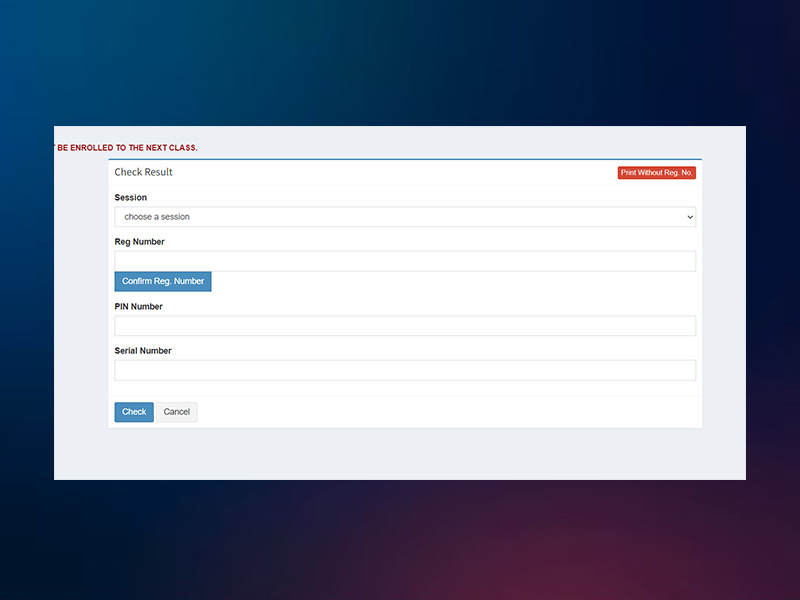 BE ENROLLED TO THE NEXT CLASS.
Check Result
Print Without Reg. No.
Session
choose a session
Reg Number
Confirm Reg. Number
PIN Number
Serial Number
Check Cancel